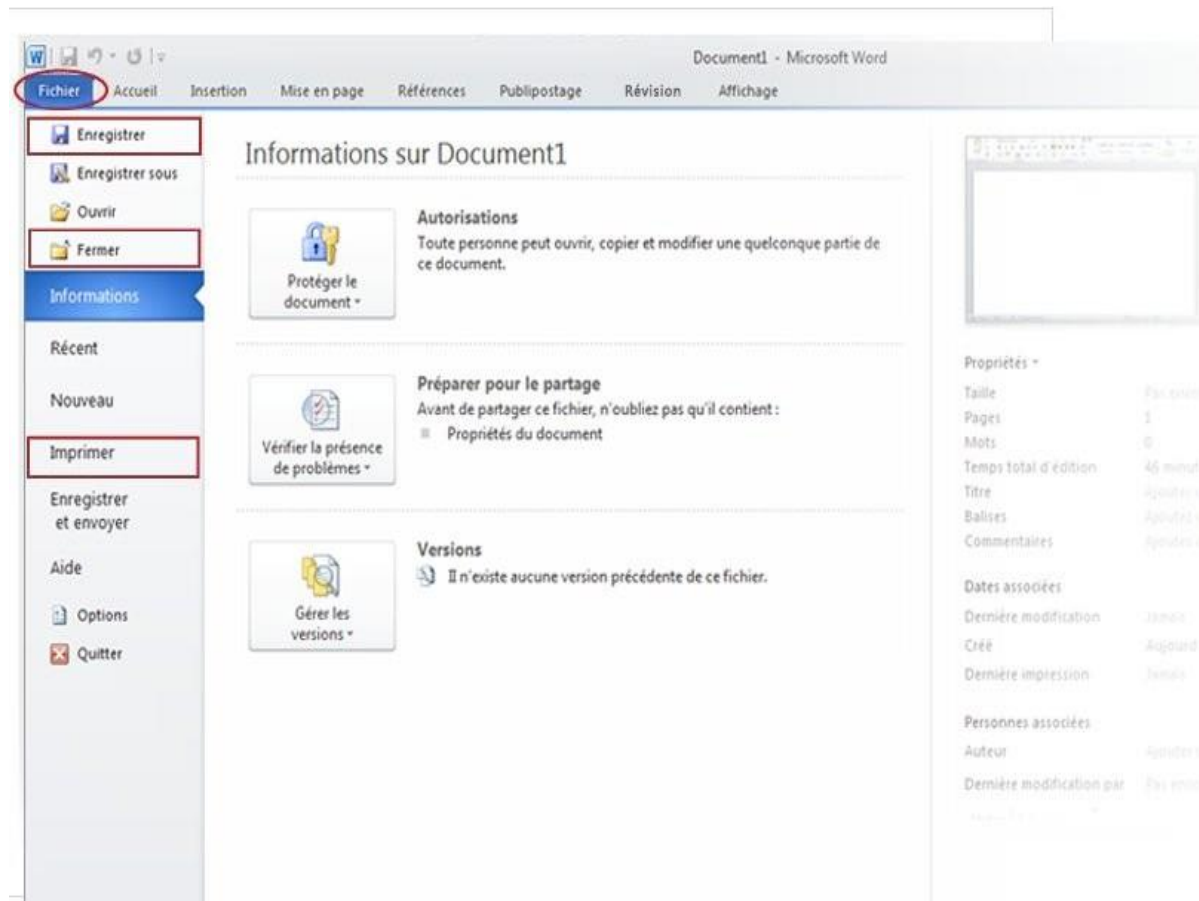 Document1 - Microsoft Word
Fichier Accueil Insertion Mise en page Références Publipostage Révision Affichage
Enregistrer
Enregistrer sous
Ouvrir
Fermer
Informations
Récent
Nouveau
Imprimer
Enregistrer
et envoyer
Aide
Options
Quitter
Informations sur Document1
Protéger le
document
Autorisations
Toute personne peut ouvrir, copier et modifier une quelconque partie de
ce document.
Vérifier la présence
de problèmes
Préparer pour le partage
Avant de partager ce fichier, n'oubliez pas qu'il contient :
Propriétés du document
Gérer les
versions
Versions
Il n'existe aucune version précédente de ce fichier.
Propriétés
Taille
Pages 1
Mots 0
Temps total d'édition 46
Titre
Balises
Commentaires
Dates associées
Dernière modification Jamais
Créé
Dernière impression Jamais
Personnes associées
Auteur
Dernière modification par